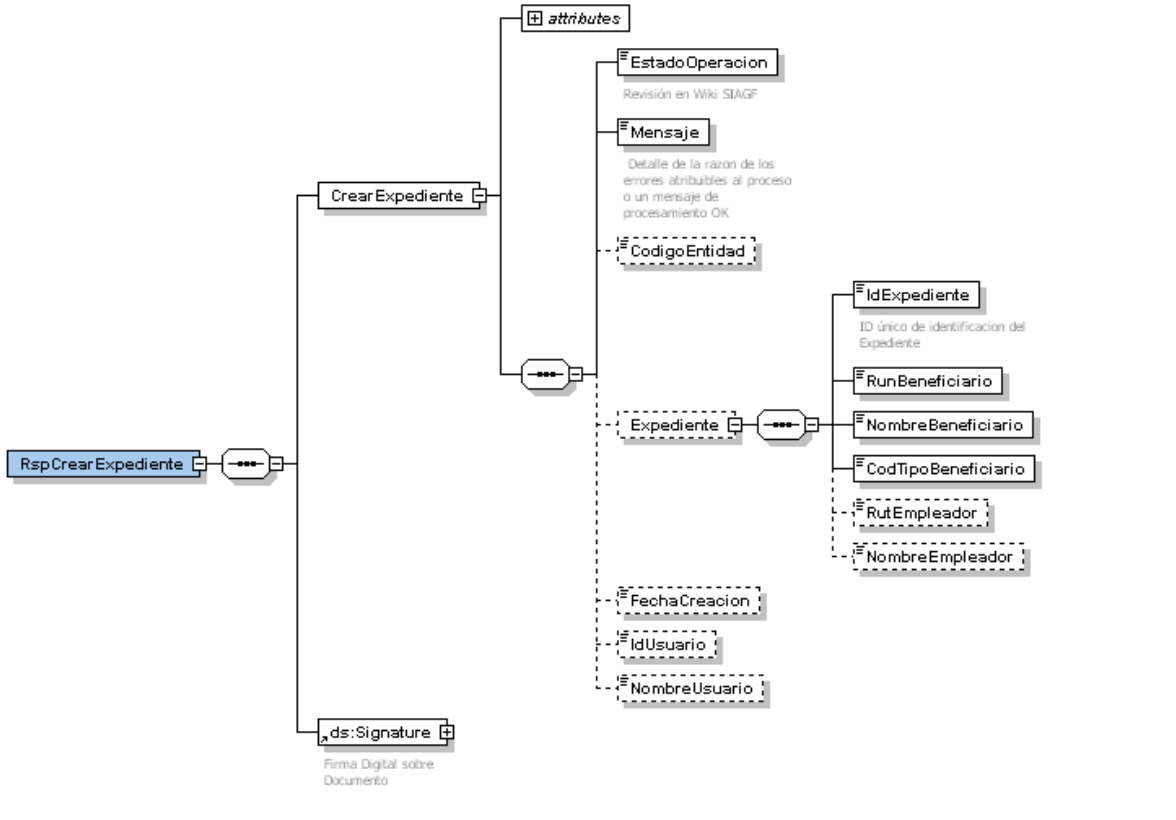 attributes
EstadoOperacion
Revisión en Wiki SIAGF
Mensaje
Detalle de la razon de los
errores atribuibles al proceso
o un mensaje de
procesamiento OK
CrearExpediente
CodigoEntidad
IdExpediente
ID único de identificacion del
Expediente
RunBeneficiario
Expediente
NombreBeneficiario
RspCrearExpediente
CodTipoBeneficiario
RutEmpleador
NombreEmpleador
FechaCreacion
IdUsuario
NombreUsuario
ds:Signature
Firma Digital sobre
Documento